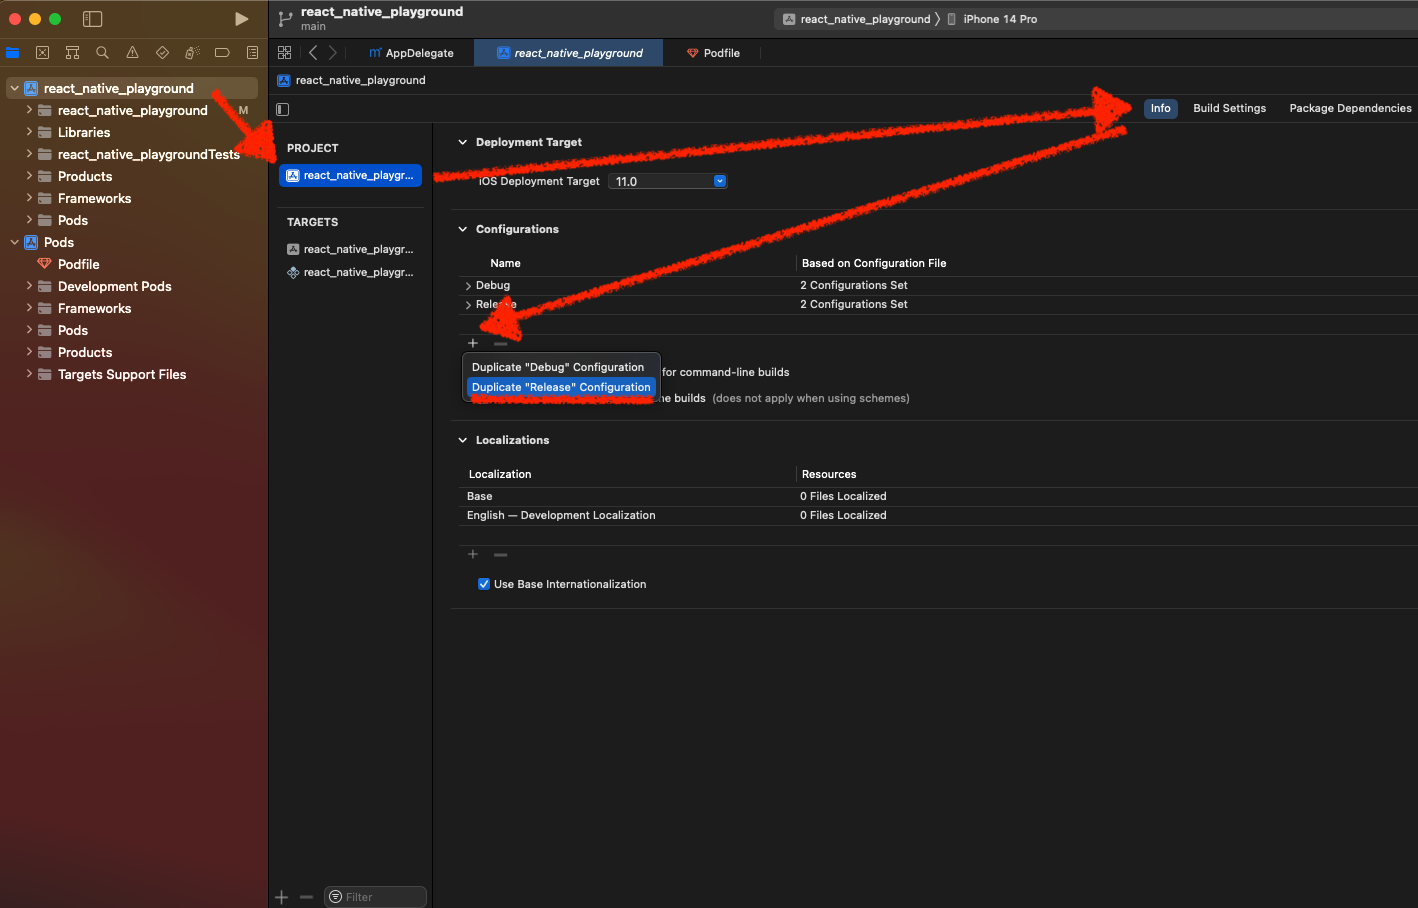 react_native_playground
main
react_native_playground 〉 iPhone 14 Pro
AppDelegate
react_native_playground
Podfile
react_native_playground
react_native_playground
M
Libraries
react_native_playgroundTests
Products
Frameworks
Pods
Pods
Podfile
Development Pods
Frameworks
Pods
Products
Targets Support Files
react_native_playground
Info
Build Settings
Package Dependencies
PROJECT
react_native_playgr...
TARGETS
react_native_playgr...
react_native_playgr...
Filter
Deployment Target
iOS Deployment Target
11.0
Configurations
Name
Based on Configuration File
Debug
2 Configurations Set
Release
2 Configurations Set
Duplicate "Debug" Configuration
Duplicate "Release" Configuration
for command-line builds
builds (does not apply when using schemes)
Localizations
Localization
Resources
Base
0 Files Localized
English — Development Localization
0 Files Localized
Use Base Internationalization